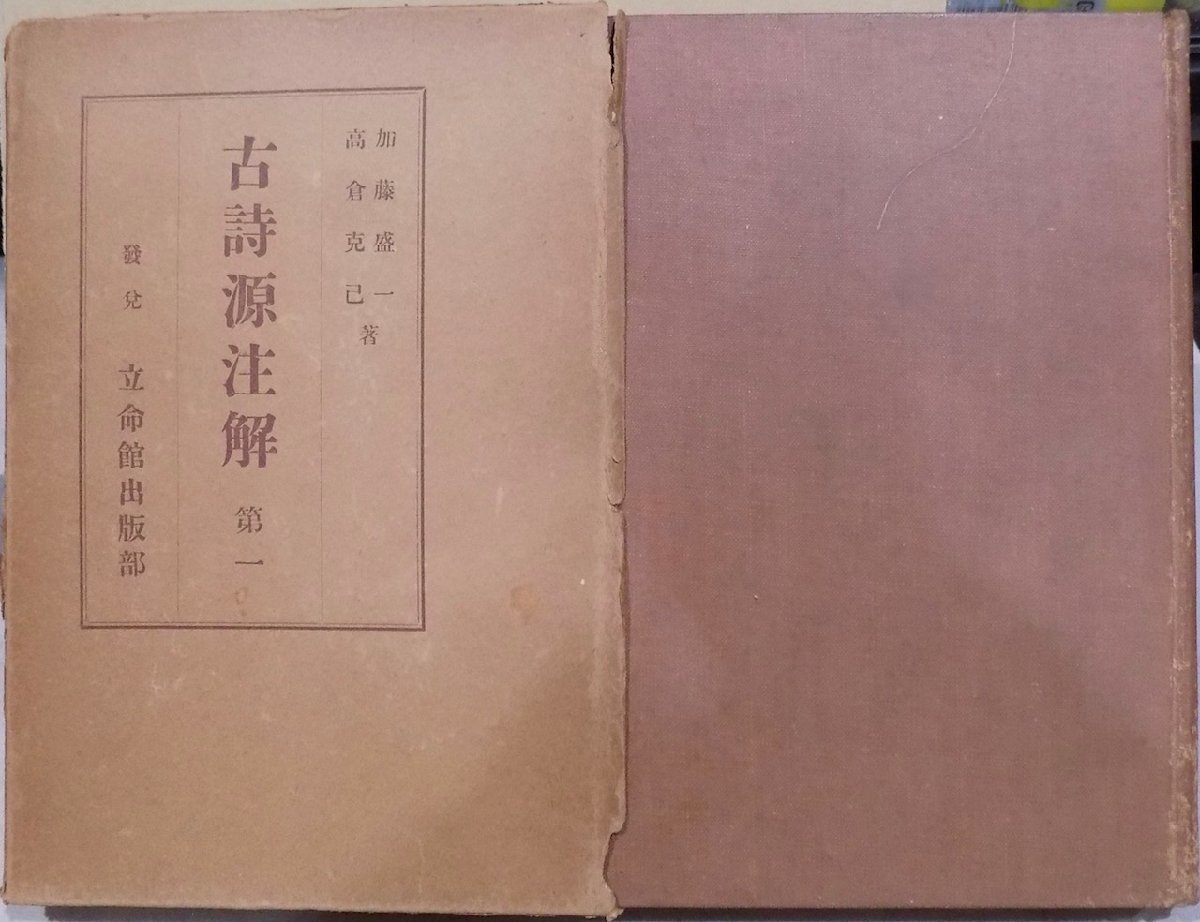 加藤盛一
高倉克己
著
古詩源注解 第一
發兌 立命館出版部